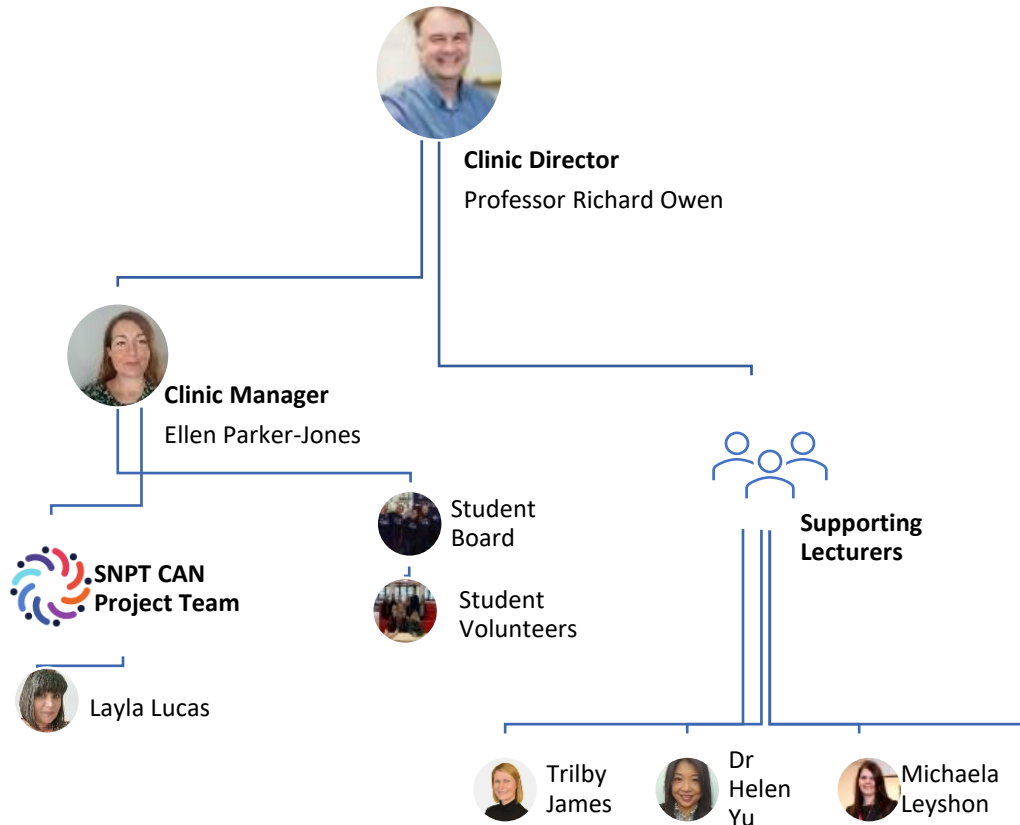 Clinic Director
Professor Richard Owen
Clinic Manager
Ellen Parker-Jones
Student
Board
Supporting
Lecturers
SNPT CAN
Project Team
Student
Volunteers
Layla Lucas
Trilby
James
Dr
Helen
Yu
Michaela
Leyshon